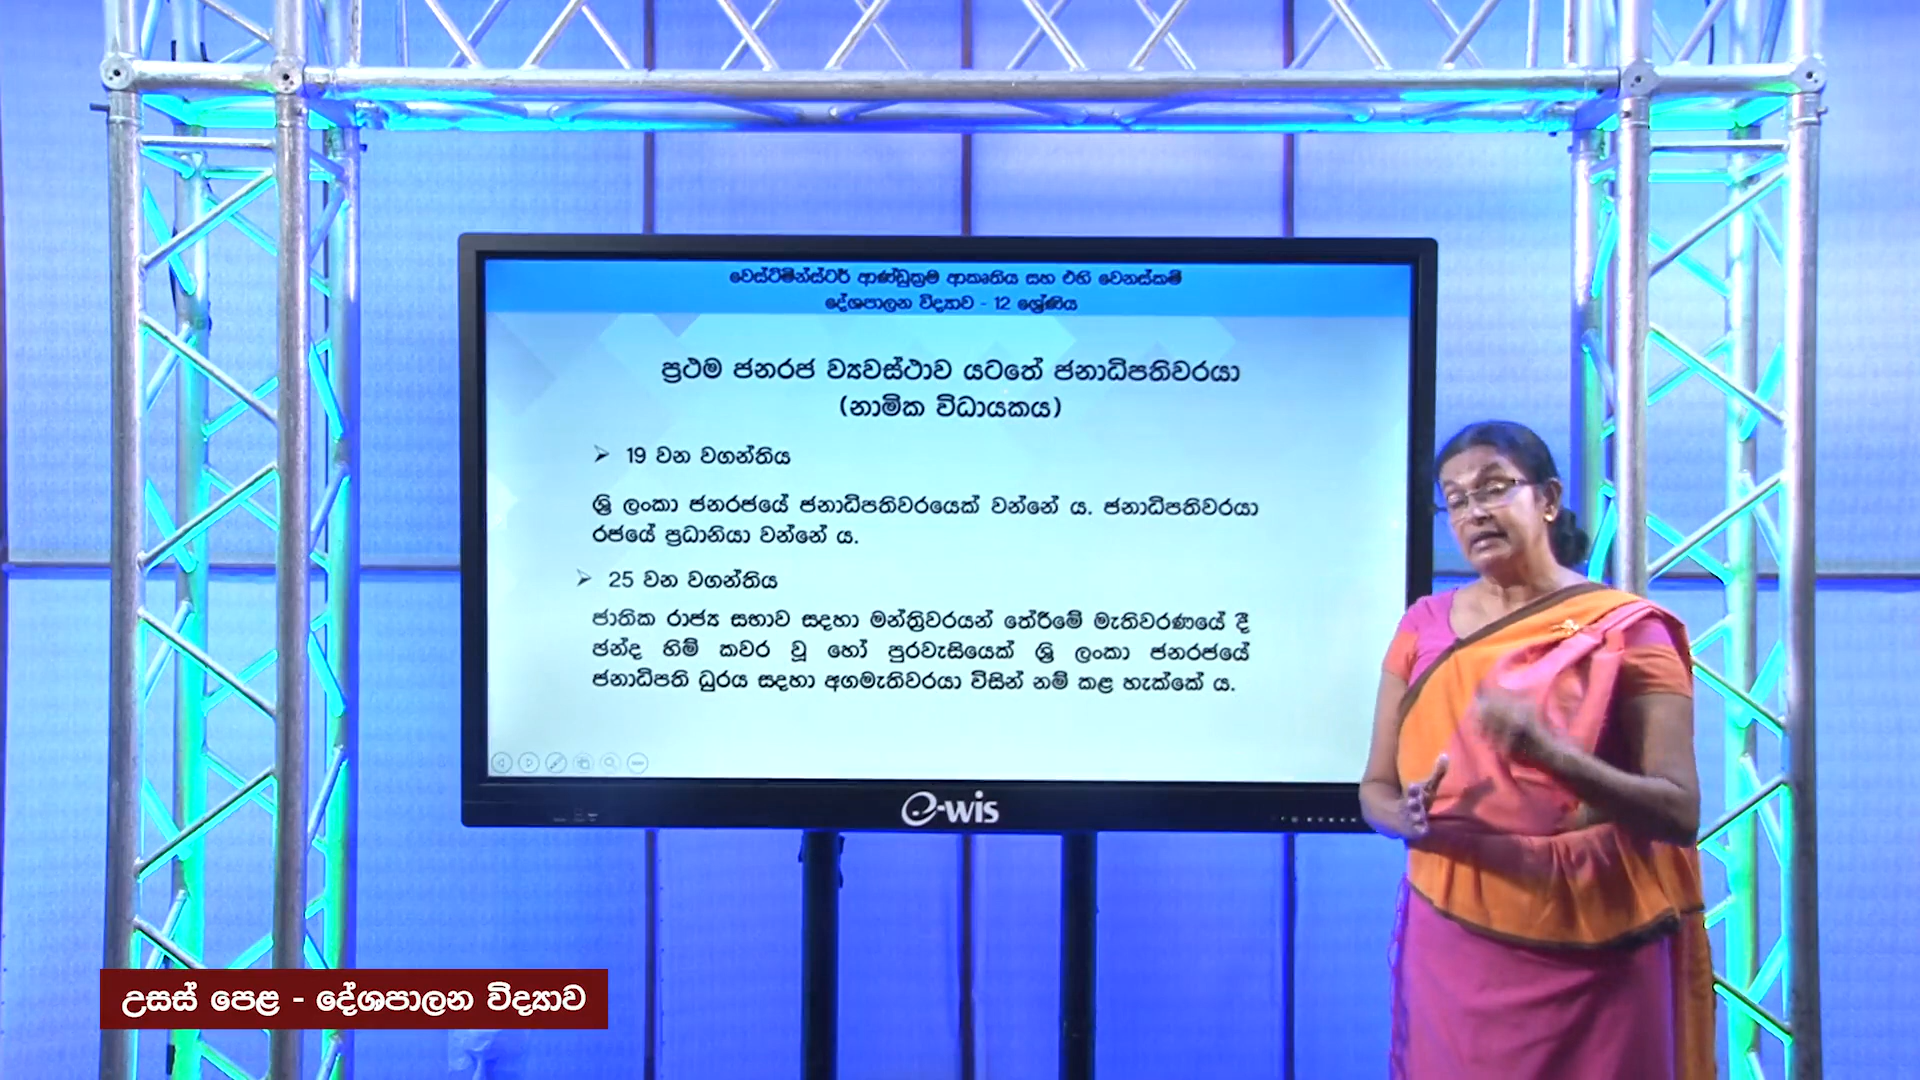 වෙස්ට්මින්ස්ටර් ආණ්ඩුක්‍රම ආකෘතිය සහ එහි වෙනස්කම්
දේශපාලන විද්‍යාව - 12 ශ්‍රේණිය
ප්‍රථම ජනරජ ව්‍යවස්ථාව යටතේ ජනාධිපතිවරයා
(නාමික විධායකය)
➢ 19 වන වගන්තිය
ශ්‍රි ලංකා ජනරජයේ ජනාධිපතිවරයෙක් වන්නේ ය. ජනාධිපතිවරයා
රජයේ ප්‍රධානියා වන්නේ ය.
➢ 25 වන වගන්තිය
ජාතික රාජ්‍ය සභාව සදහා මන්ත්‍රිවරයන් තේරීමේ මැතිවරණයේ දී
ඡන්ද හිමි කවර වූ හෝ පුරවැසියෙක් ශ්‍රි ලංකා ජනරජයේ
ජනාධිපති ධුරය සදහා අගමැතිවරයා විසින් නම් කළ හැක්කේ ය.
e-wis
උසස් පෙළ - දේශපාලන විද්‍යාව